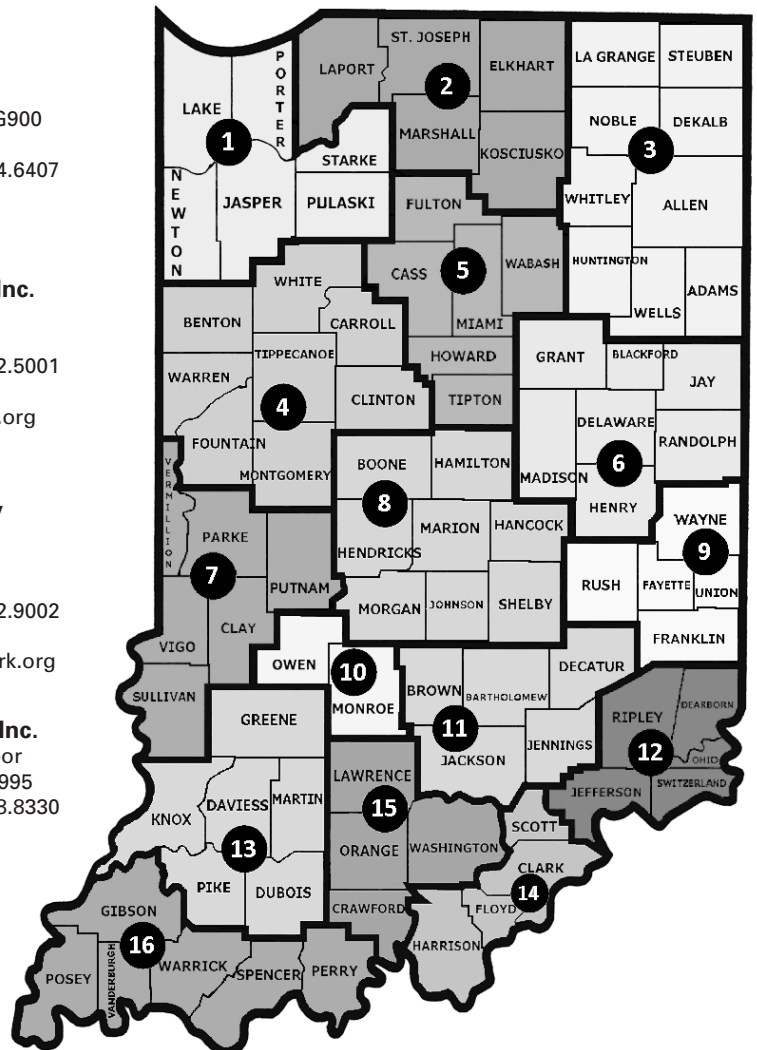 G900
4.6407
Inc.
2.5001
.org
2.9002
rk.org
Inc.
or
995
3.8330
ST. JOSEPH
LAPORT
ELKHART
LA GRANGE
STEUBEN
PORTER
2
LAKE
MARSHALL
NOBLE
DEKALB
1
KOSCIUSKO
3
STARKE
NEWTON
JASPER
PULASKI
FULTON
WHITLEY
ALLEN
CASS
5
WABASH
HUNTINGTON
WHITE
ADAMS
BENTON
CARROLL
MIAMI
WELLS
TIPPECANOE
HOWARD
GRANT
BLACKFORD
WARREN
JAY
4
CLINTON
TIPTON
DELAWARE
FOUNTAIN
RANDOLPH
VERMILLION
MONTGOMERY
BOONE
HAMILTON
MADISON
6
8
HENRY
WAYNE
PARKE
MARION
HANCOCK
HENDRICKS
9
7
PUTNAM
RUSH
FAYETTE
UNION
MORGAN
JOHNSON
SHELBY
CLAY
VIGO
FRANKLIN
OWEN
10
DECATUR
SULLIVAN
BROWN
BARTHOLOMEW
MONROE
GREENE
RIPLEY
DEARBORN
11
JENNINGS
12
JACKSON
OHIO
LAWRENCE
SWITZERLAND
DAVIESS
MARTIN
JEFFERSON
KNOX
15
SCOTT
13
ORANGE
WASHINGTON
CLARK
PIKE
DUBOIS
14
GIBSON
CRAWFORD
FLOYD
16
HARRISON
POSEY
VANDERBURGH
WARRICK
SPENCER
PERRY